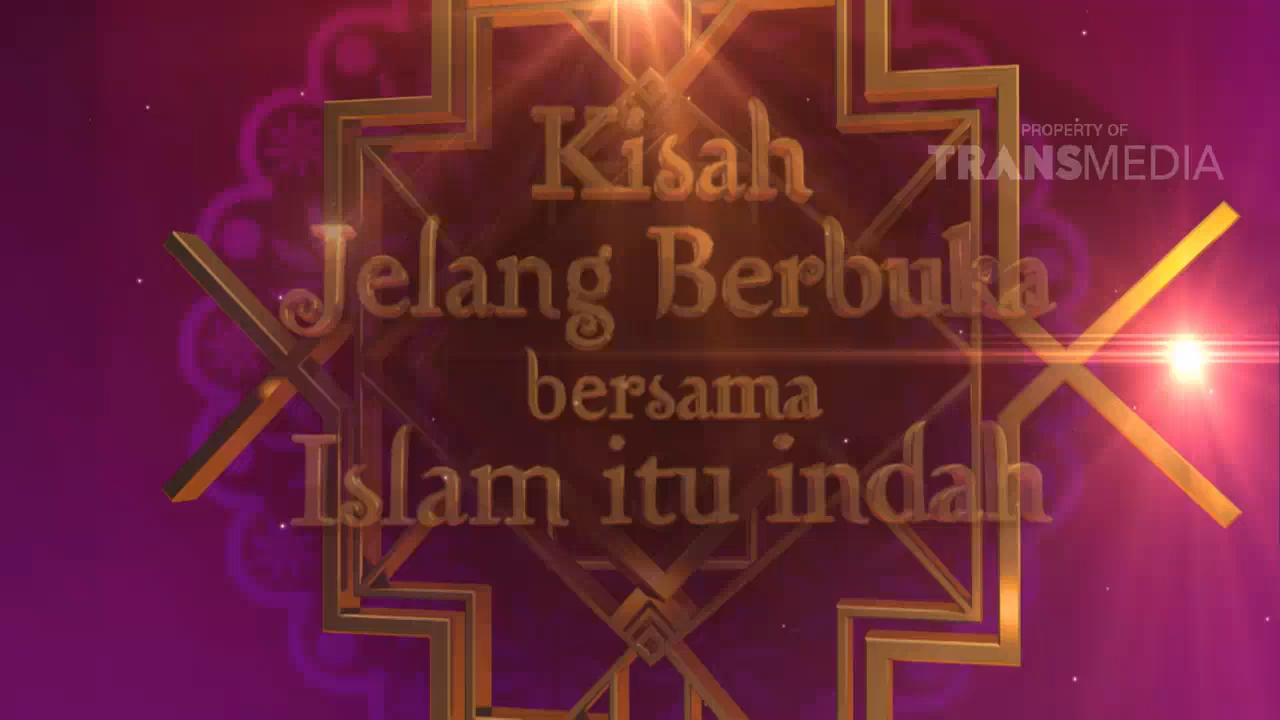 Kisah
Jelang Berbuka
bersama
Islam itu indah
PROPERTY OF
TRANSMEDIA